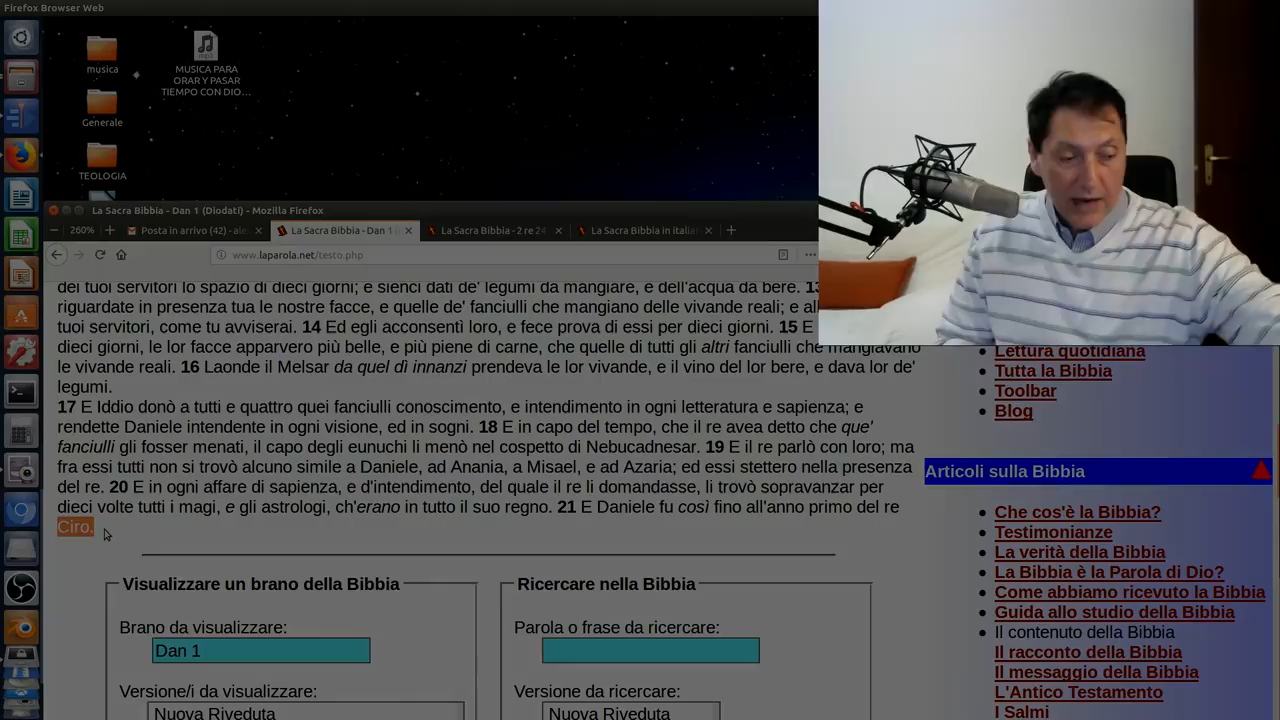 Firefox Browser Web
musica
MUSICA PARA
ORAR Y PASAR
TIEMPO CON DIO…
Generale
TEOLOGIA
La Sacra Bibbia - Dan 1 (Diodati) - Mozilla Firefox
260%
Posta in arrivo (42) - ale
La Sacra Bibbia - Dan 1 (
La Sacra Bibbia - 2 re 24
La Sacra Bibbia in italian
www.laparola.net/testo.php
dei tuoi servitori lo spazio di dieci giorni; e sienci dati de' legumi da mangiare, e dell'acqua da bere. 13
riguardate in presenza tua le nostre facce, e quelle de' fanciulli che mangiano delle vivande reali; e al
tuoi servitori, come tu avviserai. 14 Ed egli acconsentì loro, e fece prova di essi per dieci giorni. 15 E
dieci giorni, le lor facce apparvero più belle, e più piene di carne, che quelle di tutti gli altri fanciulli che mangiavano
le vivande reali. 16 Laonde il Melsar da quel dì innanzi prendeva le lor vivande, e il vino del lor bere, e dava lor de'
legumi.
17 E Iddio donò a tutti e quattro quei fanciulli conoscimento, e intendimento in ogni letteratura e sapienza; e
rendette Daniele intendente in ogni visione, ed in sogni. 18 E in capo del tempo, che il re avea detto che que'
fanciulli gli fosser menati, il capo degli eunuchi li menò nel cospetto di Nebucadnesar. 19 E il re parlò con loro; ma
fra essi tutti non si trovò alcuno simile a Daniele, ad Anania, a Misael, e ad Azaria; ed essi stettero nella presenza
del re. 20 E in ogni affare di sapienza, e d'intendimento, del quale il re li domandasse, li trovò sopravanzar per
dieci volte tutti i magi, e gli astrologi, ch'erano in tutto il suo regno. 21 E Daniele fu così fino all'anno primo del re
Ciro.
Visualizzare un brano della Bibbia
Brano da visualizzare:
Dan 1
Versione/i da visualizzare:
Nuova Riveduta
Ricercare nella Bibbia
Parola o frase da ricercare:
Versione da ricercare:
Nuova Riveduta
Lettura quotidiana
Tutta la Bibbia
Toolbar
Blog
Articoli sulla Bibbia
Che cos'è la Bibbia?
Testimonianze
La verità della Bibbia
La Bibbia è la Parola di Dio?
Come abbiamo ricevuto la Bibbia
Guida allo studio della Bibbia
Il contenuto della Bibbia
Il racconto della Bibbia
Il messaggio della Bibbia
L'Antico Testamento
I Salmi